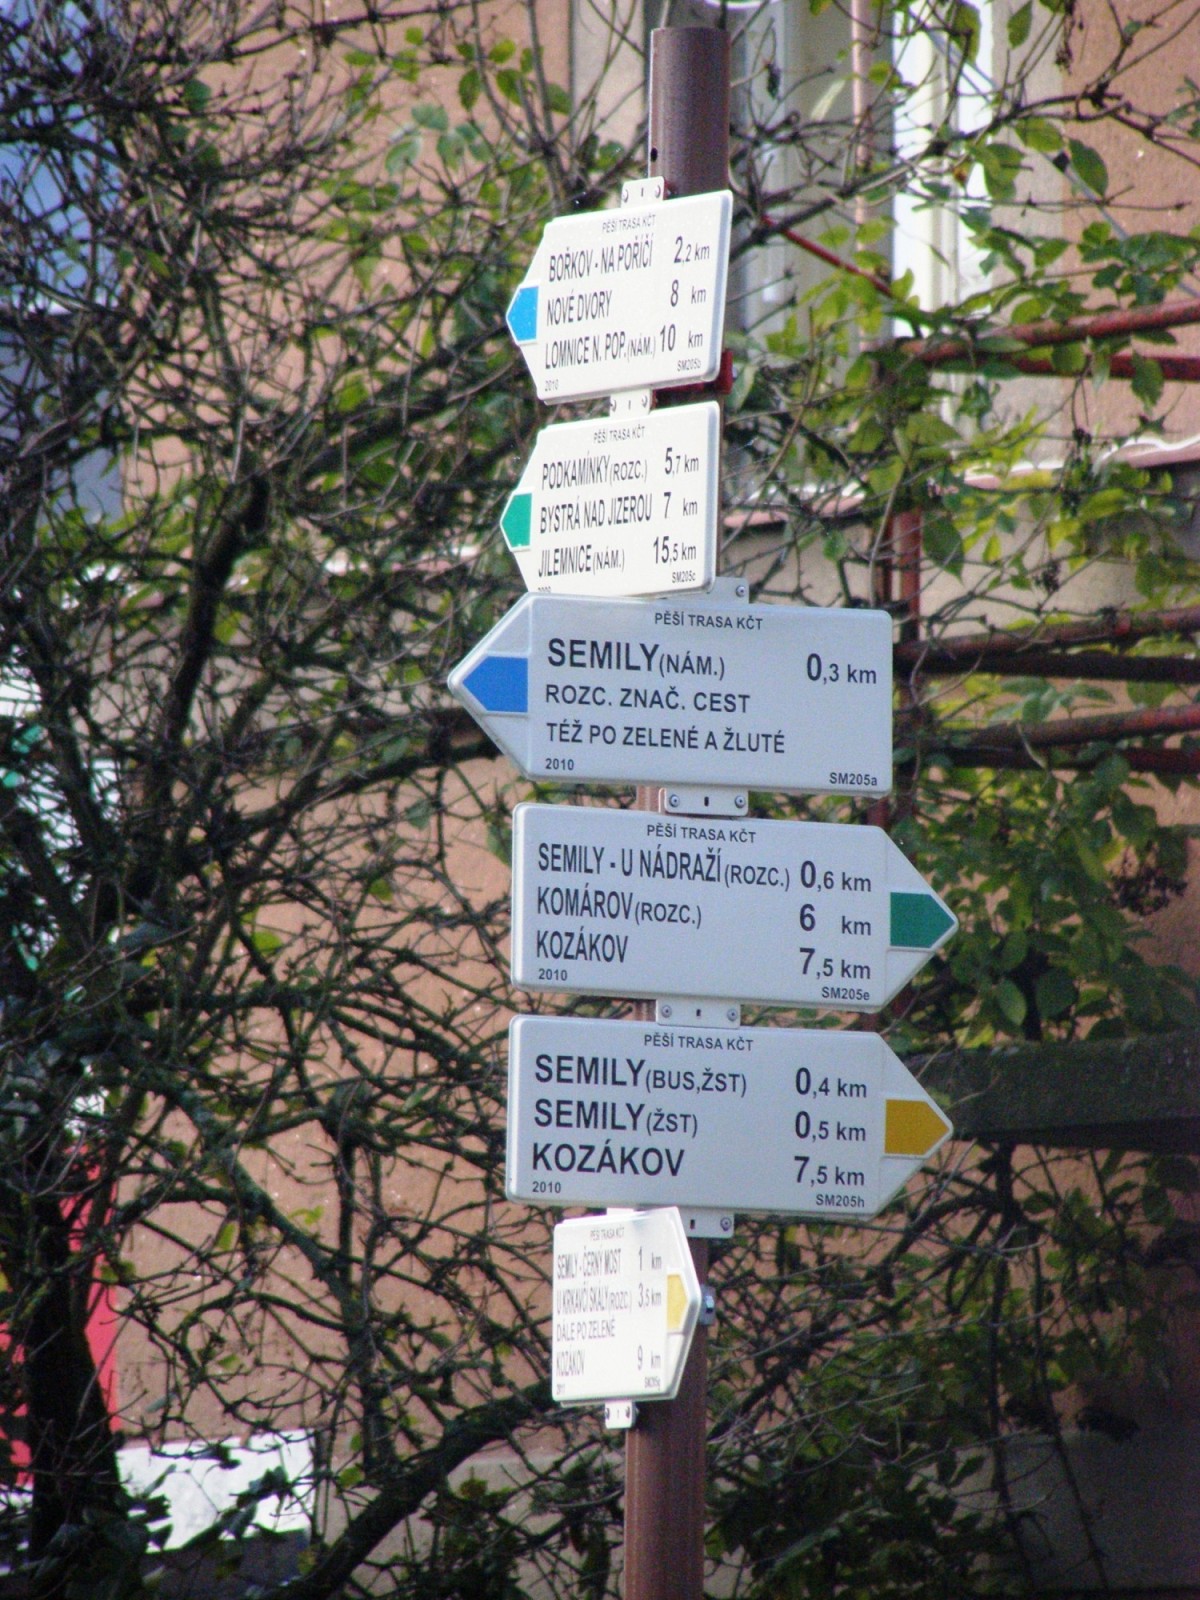 PĚŠÍ TRASA KČT
BOŘKOV - NA POŘÍČÍ 2,2 km
NOVÉ DVORY 8 km
LOMNICE N. POP.(NÁM.) 10 km
2010 SM205b
PĚŠÍ TRASA KČT
PODKAMÍNKY(ROZC.) 5,7 km
BYSTRÁ NAD JIZEROU 7 km
JILEMNICE(NÁM.) 15,5 km
SM205c
PĚŠÍ TRASA KČT
SEMILY(NÁM.) 0,3 km
ROZC. ZNAČ. CEST
TÉŽ PO ZELENÉ A ŽLUTÉ
2010 SM205a
PĚŠÍ TRASA KČT
SEMILY - U NÁDRAŽÍ(ROZC.) 0,6 km
KOMÁROV(ROZC.) 6 km
KOZÁKOV 7,5 km
2010 SM205e
PĚŠÍ TRASA KČT
SEMILY(BUS,ŽST) 0,4 km
SEMILY(ŽST) 0,5 km
KOZÁKOV 7,5 km
2010 SM205h
PĚŠÍ TRASA KČT
SEMILY - ČERNÝ MOST 1 km
U KRKAVČÍ SKÁLY(ROZC.) 3,5 km
DÁLE PO ZELENÉ
KOZÁKOV 9 km
2011 SM205g